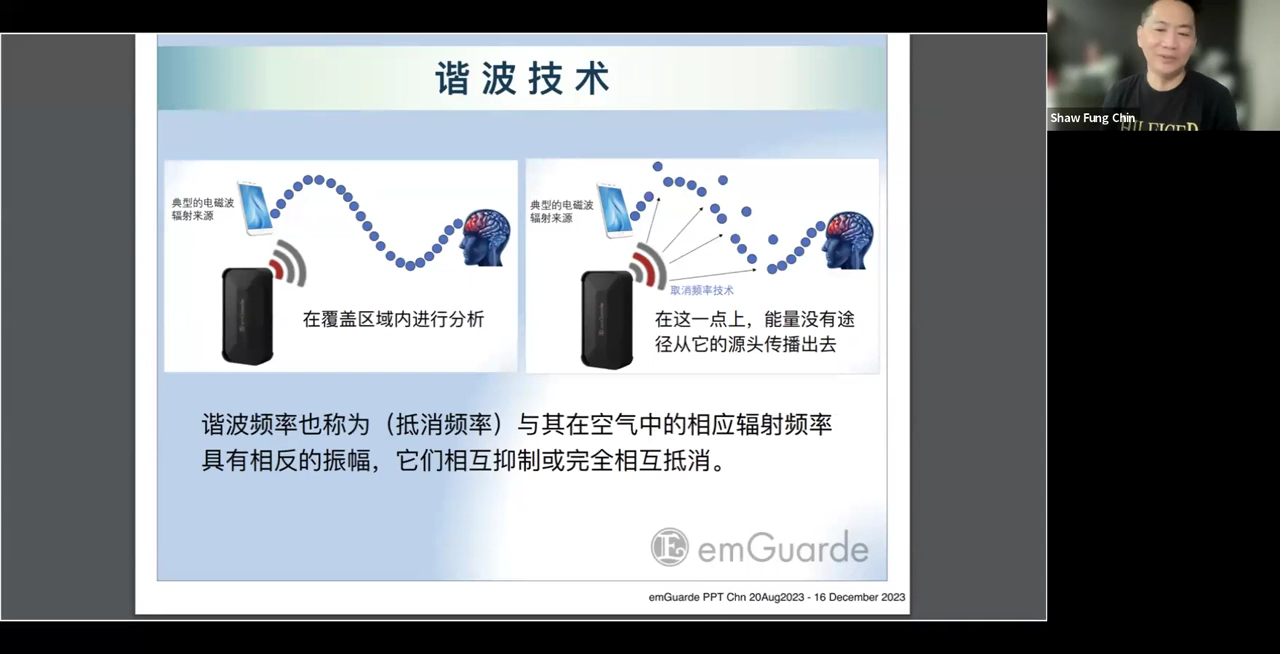 谐波技术
典型的电磁波
辐射来源
在覆盖区域内进行分析
典型的电磁波
辐射来源
取消频率技术
在这一点上，能量没有途
径从它的源头传播出去
谐波频率也称为（抵消频率）与其在空气中的相应辐射频率
具有相反的振幅，它们相互抑制或完全相互抵消。
emGuarde
emGuarde PPT Chn 20Aug2023 - 16 December 2023
Shaw Fung Chin
HILFIGER